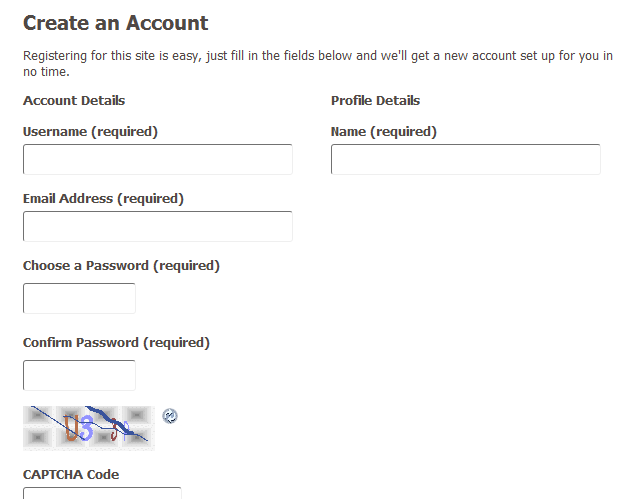 Create an Account
Registering for this site is easy, just fill in the fields below and we'll get a new account set up for you in
no time.
Account Details
Profile Details
Username (required)
Name (required)
Email Address (required)
Choose a Password (required)
Confirm Password (required)
CAPTCHA Code